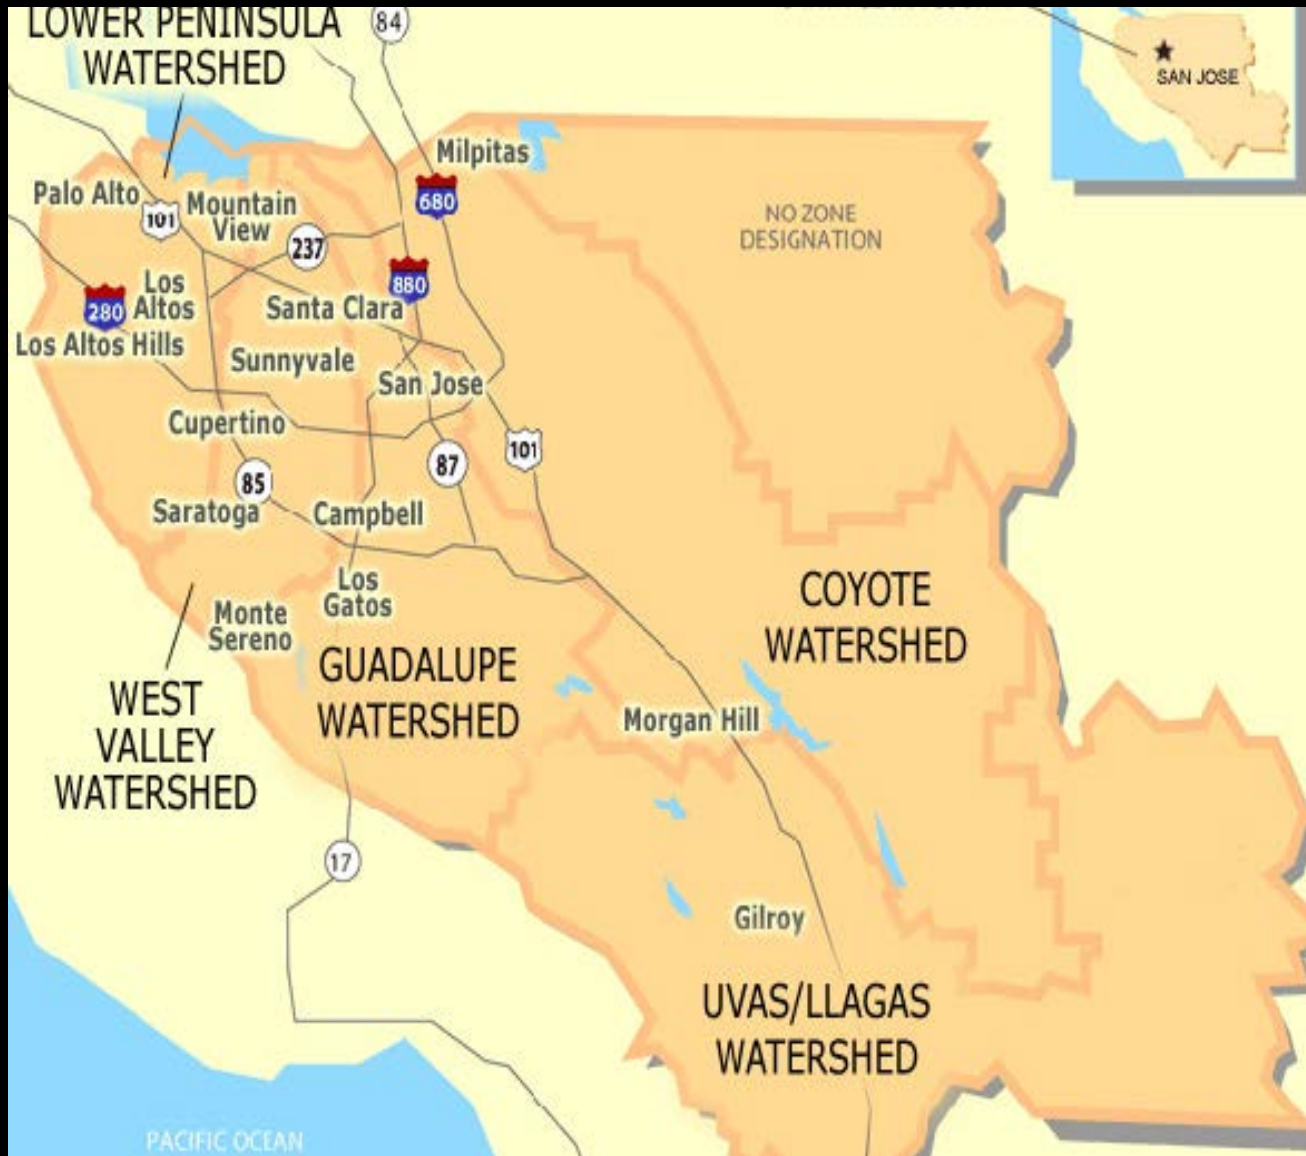 LOWER PENINSULA
WATERSHED
84
SAN JOSE
Milpitas
Palo Alto
101
Mountain
View
680
237
NO ZONE
DESIGNATION
880
280
Los
Altos
Santa Clara
Los Altos Hills
Sunnyvale
San Jose
Cupertino
101
87
85
Saratoga
Campbell
Los
Gatos
Monte
Sereno
COYOTE
WATERSHED
GUADALUPE
WATERSHED
WEST
VALLEY
WATERSHED
Morgan Hill
17
Gilroy
UVAS/LLAGAS
WATERSHED
PACIFIC OCEAN